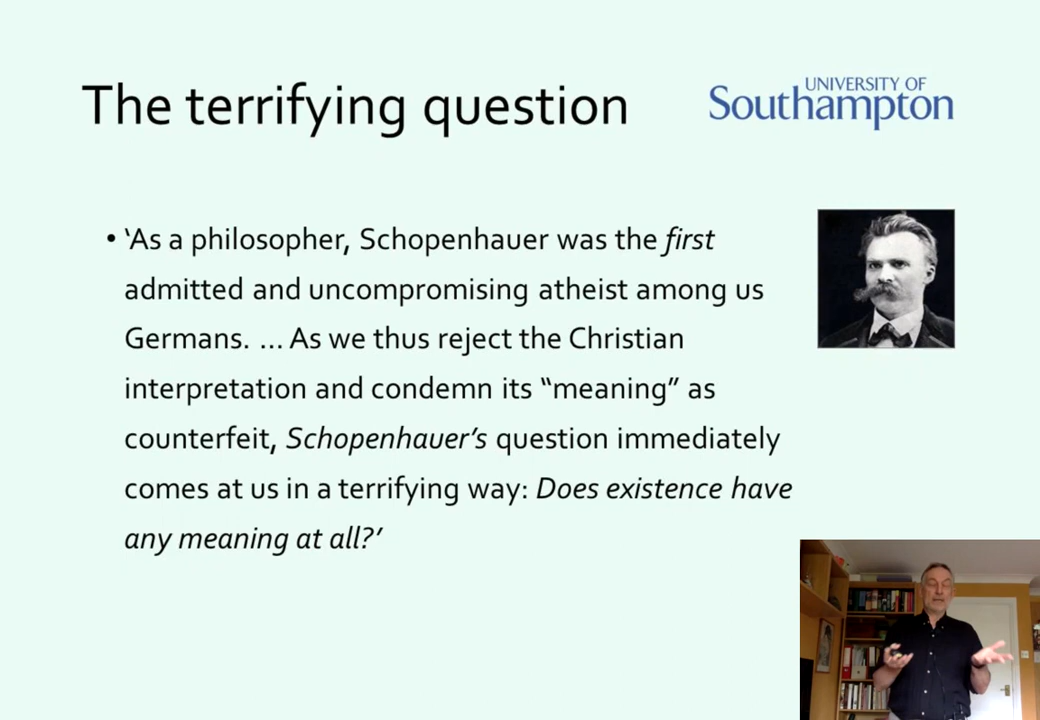 The terrifying question
UNIVERSITY OF
Southampton
• ‘As a philosopher, Schopenhauer was the first
admitted and uncompromising atheist among us
Germans. ... As we thus reject the Christian
interpretation and condemn its “meaning” as
counterfeit, Schopenhauer’s question immediately
comes at us in a terrifying way: Does existence have
any meaning at all?’